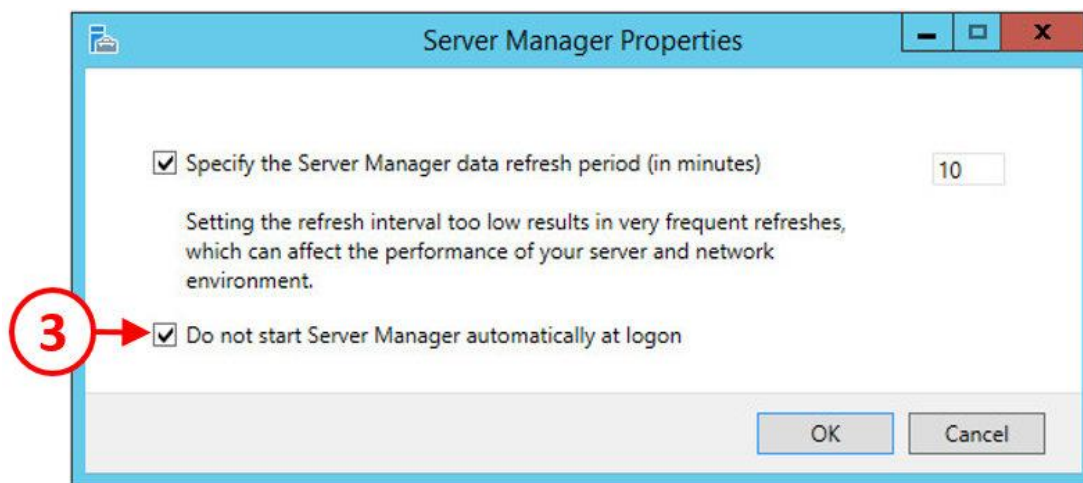 Server Manager Properties
Specify the Server Manager data refresh period (in minutes) 10
Setting the refresh interval too low results in very frequent refreshes,
which can affect the performance of your server and network
environment.
3 Do not start Server Manager automatically at logon
OK Cancel